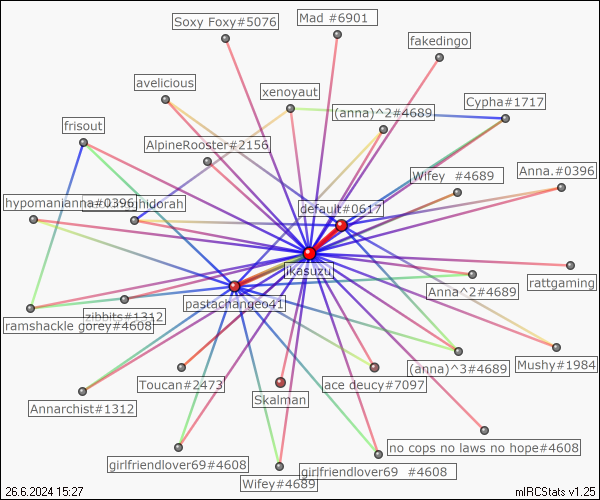 Soxy Foxy#5076
Mad #6901
fakedingo
avelicious
xenoyaut
(anna)^2#4689
Cypha#1717
frisout
AlpineRooster#2156
Wifey #4689
Anna.#0396
hypomanianna#0396
default#0617
ikasuzu
rattgaming
Anna^2#4689
pastachangeo41
zibbits#1312
ramshackle gorey#4608
Mushy#1984
(anna)^3#4689
Toucan#2473
ace deucy#7097
Skalman
Annarchist#1312
no cops no laws no hope#4608
girlfriendlover69#4608
girlfriendlover69 #4608
Wifey#4689
26.6.2024 15:27
mIRCStats v1.25